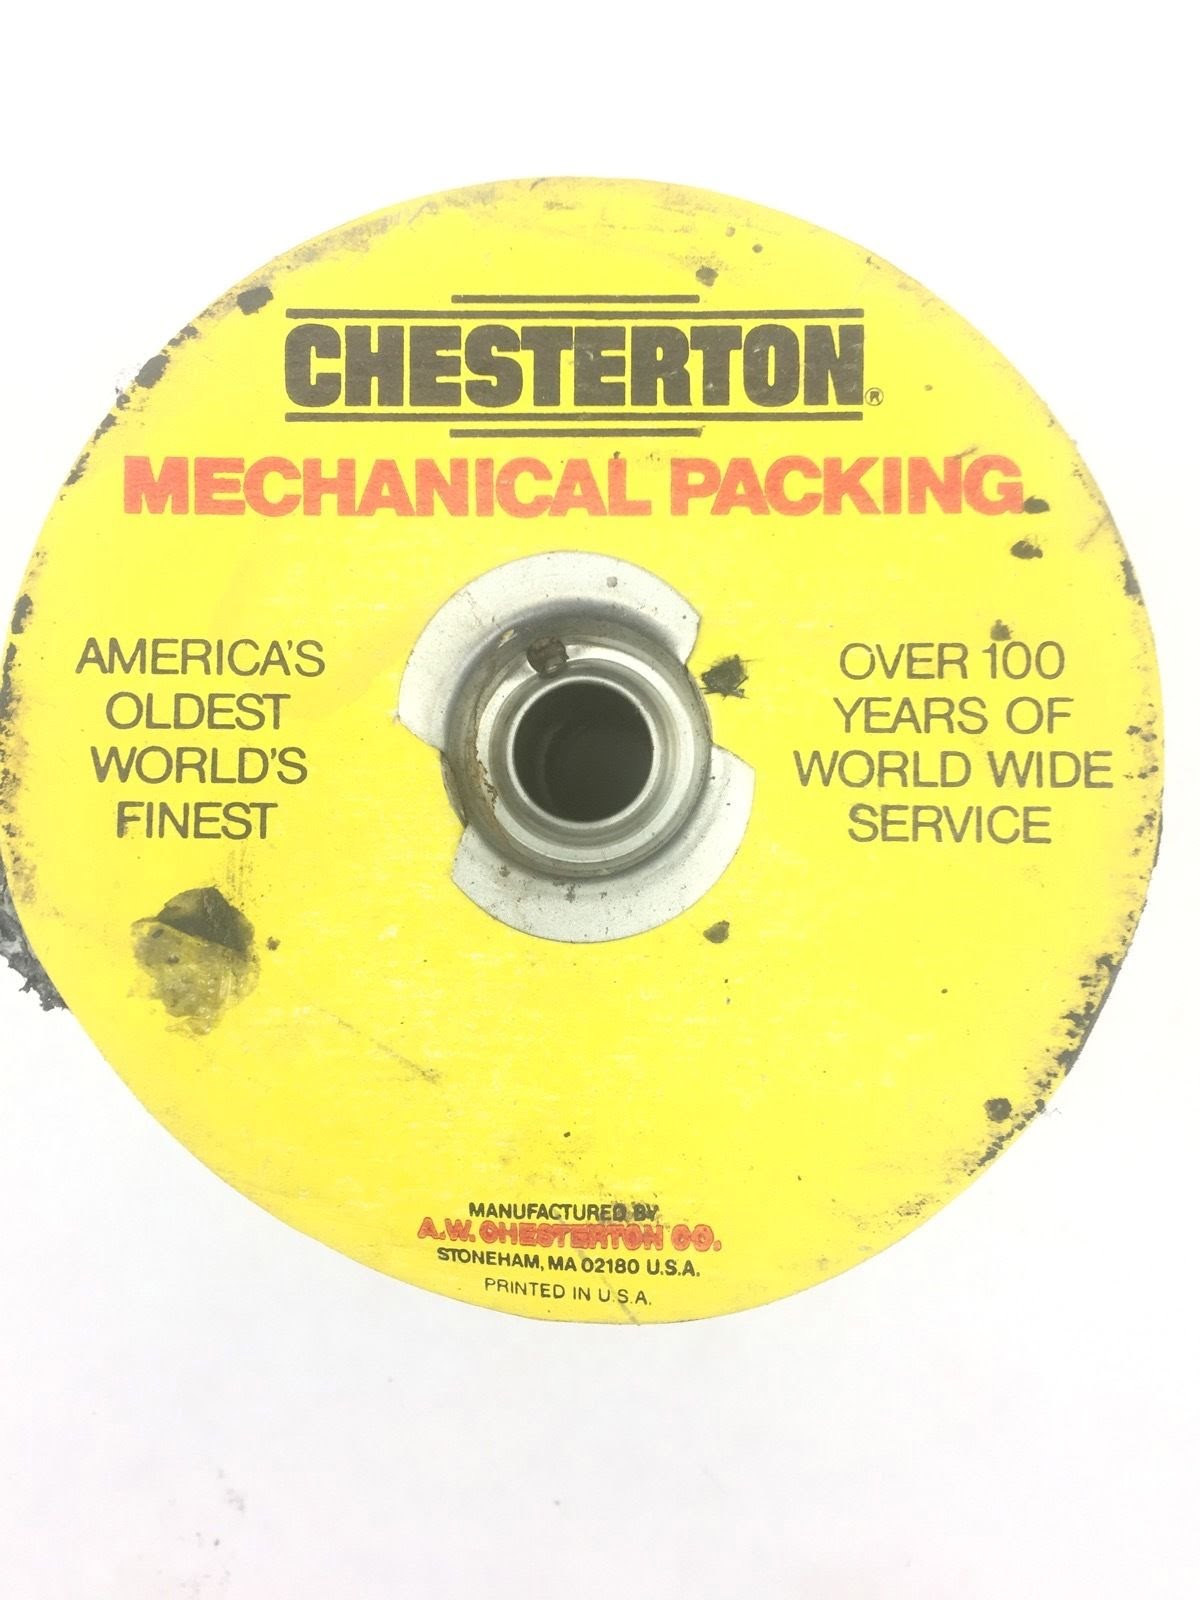 CHESTERTON®
MECHANICAL PACKING
AMERICA'S
OLDEST
WORLD'S
FINEST
OVER 100
YEARS OF
WORLD WIDE
SERVICE
MANUFACTURED BY
A.W. CHESTERTON CO.
STONEHAM, MA 02180 U.S.A.
PRINTED IN U.S.A.